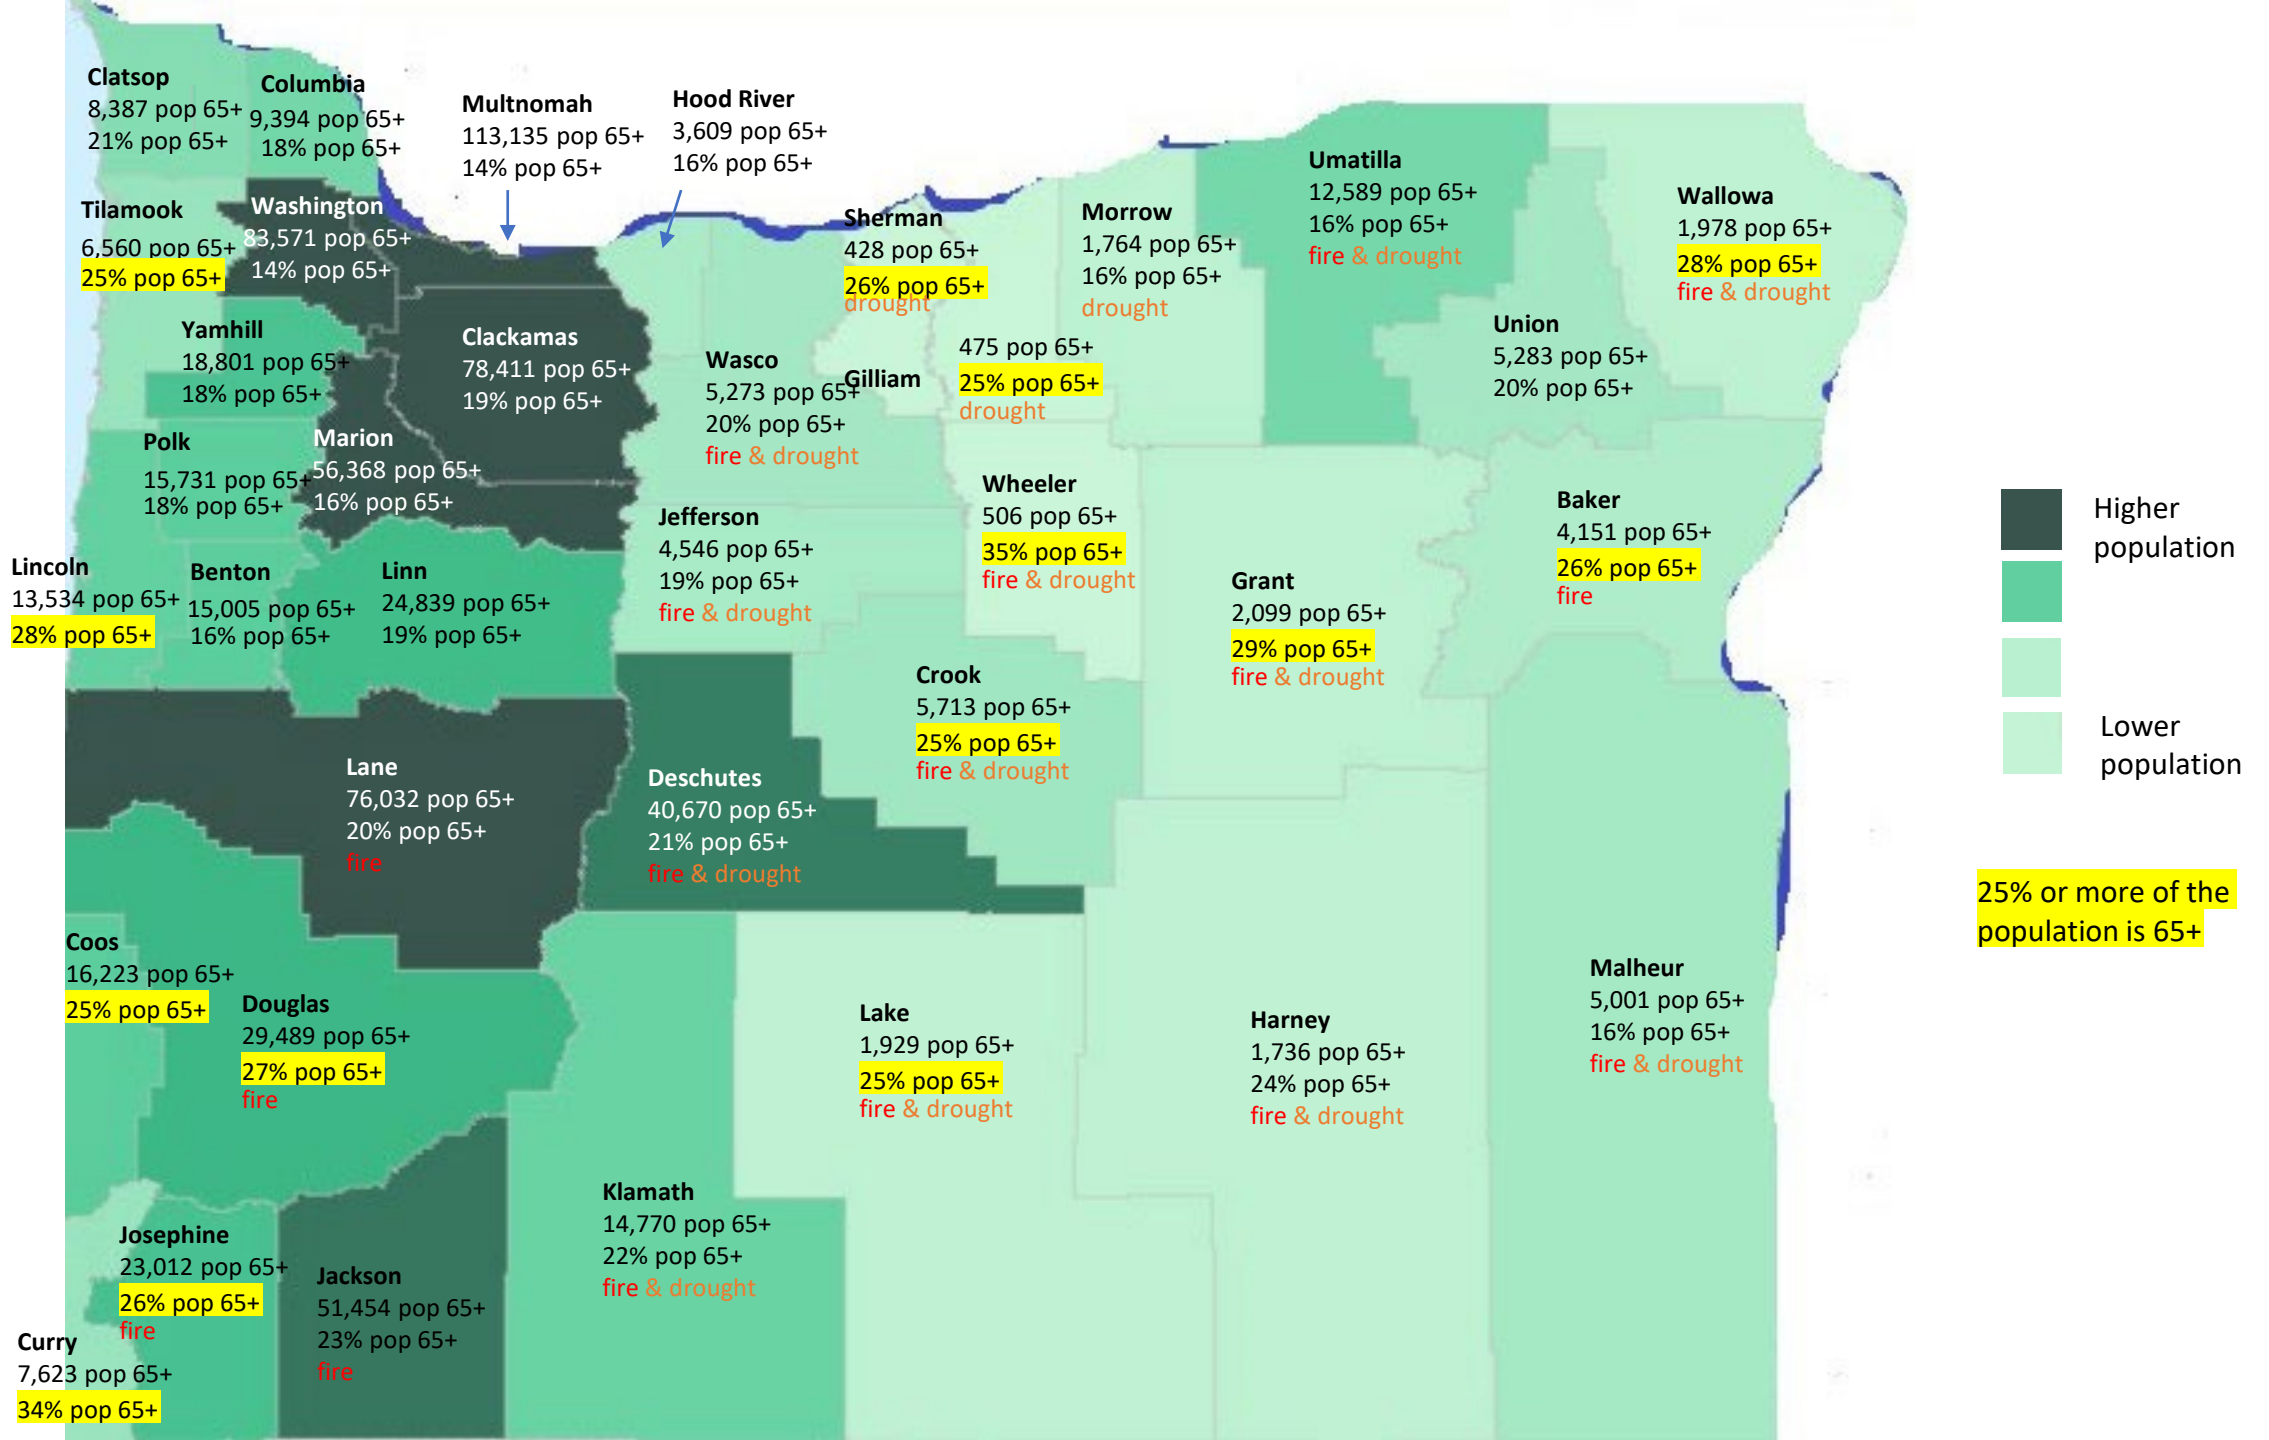 Clatsop
8,387 pop 65+
21% pop 65+
Columbia
9,394 pop 65+
18% pop 65+
Multnomah
113,135 pop 65+
14% pop 65+
Hood River
3,609 pop 65+
16% pop 65+
Tilamook
6,560 pop 65+
25% pop 65+
Washington
83,571 pop 65+
14% pop 65+
Sherman
428 pop 65+
26% pop 65+
drought
Morrow
1,764 pop 65+
16% pop 65+
drought
Umatilla
12,589 pop 65+
16% pop 65+
fire & drought
Wallowa
1,978 pop 65+
28% pop 65+
fire & drought
Yamhill
18,801 pop 65+
18% pop 65+
Clackamas
78,411 pop 65+
19% pop 65+
Wasco
5,273 pop 65+
20% pop 65+
fire & drought
Gilliam
475 pop 65+
25% pop 65+
drought
Union
5,283 pop 65+
20% pop 65+
Polk
15,731 pop 65+
18% pop 65+
Marion
56,368 pop 65+
16% pop 65+
Jefferson
4,546 pop 65+
19% pop 65+
fire & drought
Wheeler
506 pop 65+
35% pop 65+
fire & drought
Grant
2,099 pop 65+
29% pop 65+
fire & drought
Baker
4,151 pop 65+
26% pop 65+
fire
Higher
population
Lower
population
Lincoln
13,534 pop 65+
28% pop 65+
Benton
15,005 pop 65+
16% pop 65+
Linn
24,839 pop 65+
19% pop 65+
Crook
5,713 pop 65+
25% pop 65+
fire & drought
Lane
76,032 pop 65+
20% pop 65+
fire
Deschutes
40,670 pop 65+
21% pop 65+
fire & drought
25% or more of the
population is 65+
Coos
16,223 pop 65+
25% pop 65+
Douglas
29,489 pop 65+
27% pop 65+
fire
Lake
1,929 pop 65+
25% pop 65+
fire & drought
Harney
1,736 pop 65+
24% pop 65+
fire & drought
Malheur
5,001 pop 65+
16% pop 65+
fire & drought
Klamath
14,770 pop 65+
22% pop 65+
fire & drought
Josephine
23,012 pop 65+
26% pop 65+
fire
Jackson
51,454 pop 65+
23% pop 65+
fire
Curry
7,623 pop 65+
34% pop 65+